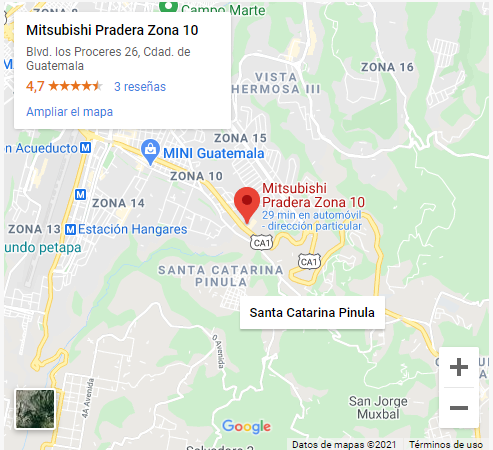 Campo Marte
Mitsubishi Pradera Zona 10
Blvd. los Proceres 26, Cdad. de
Guatemala
4,7
3 reseñas
Ampliar el mapa
VISTA
HERMOSA III
ZONA 16
ZONA 15
ón Acueducto M
MINI Guatemala
ZONA 10
M
ZONA 14
Mitsubishi
Pradera Zona 10
29 min en automóvil
- dirección particular
ZONA 13
M Estación Hangares
CA1
undo petapa
CA1
SANTA CATARINA
PINULA
Santa Catarina Pinula
o Avenida
4A Avenida
San Jorge
Muxbal
+
−
Google
Salvadora 2
Datos de mapas ©2021
Términos de uso